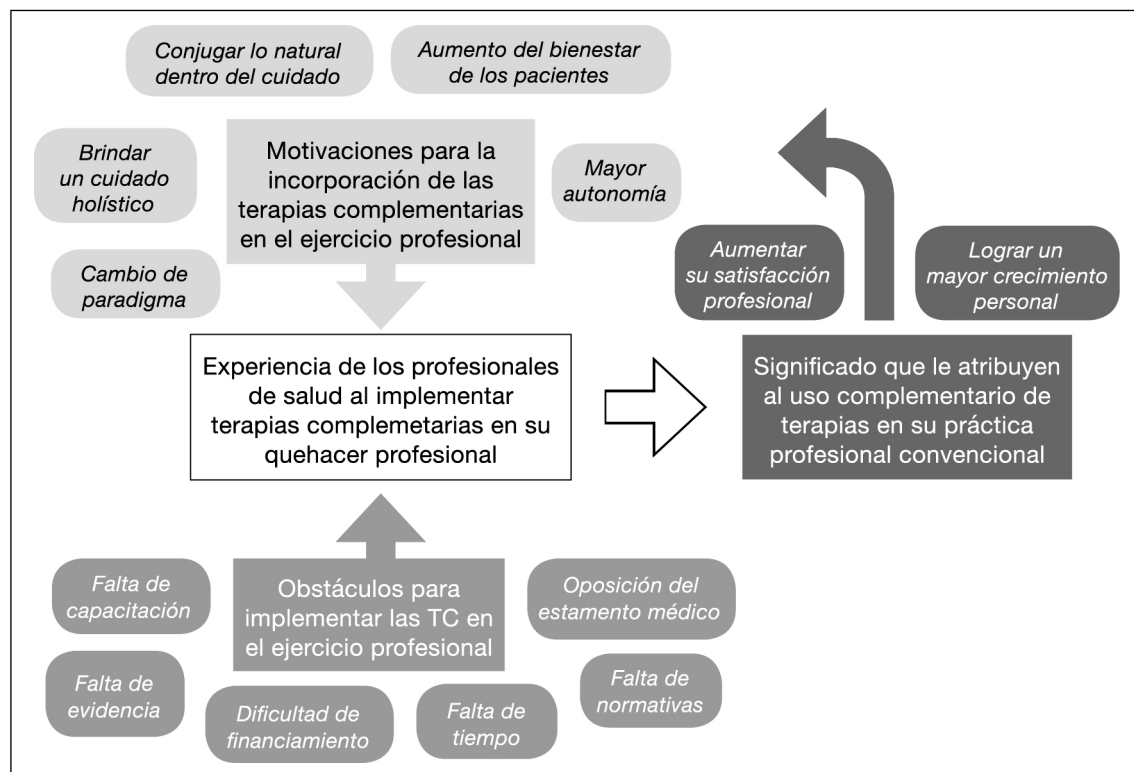 Conjugar lo natural
dentro del cuidado
Aumento del bienestar
de los pacientes
Brindar
un cuidado
holístico
Motivaciones para la
incorporación de las
terapias complementarias
en el ejercicio profesional
Mayor
autonomía
Cambio de
paradigma
Aumentar
su satisfacción
profesional
Lograr un
mayor crecimiento
personal
Experiencia de los profesionales
de salud al implementar
terapias complemetarias en su
quehacer profesional
Significado que le atribuyen
al uso complementario de
terapias en su práctica
profesional convencional
Falta de
capacitación
Obstáculos para
implementar las TC en
el ejercicio profesional
Oposición del
estamento médico
Falta de
evidencia
Dificultad de
financiamiento
Falta de
tiempo
Falta de
normativas